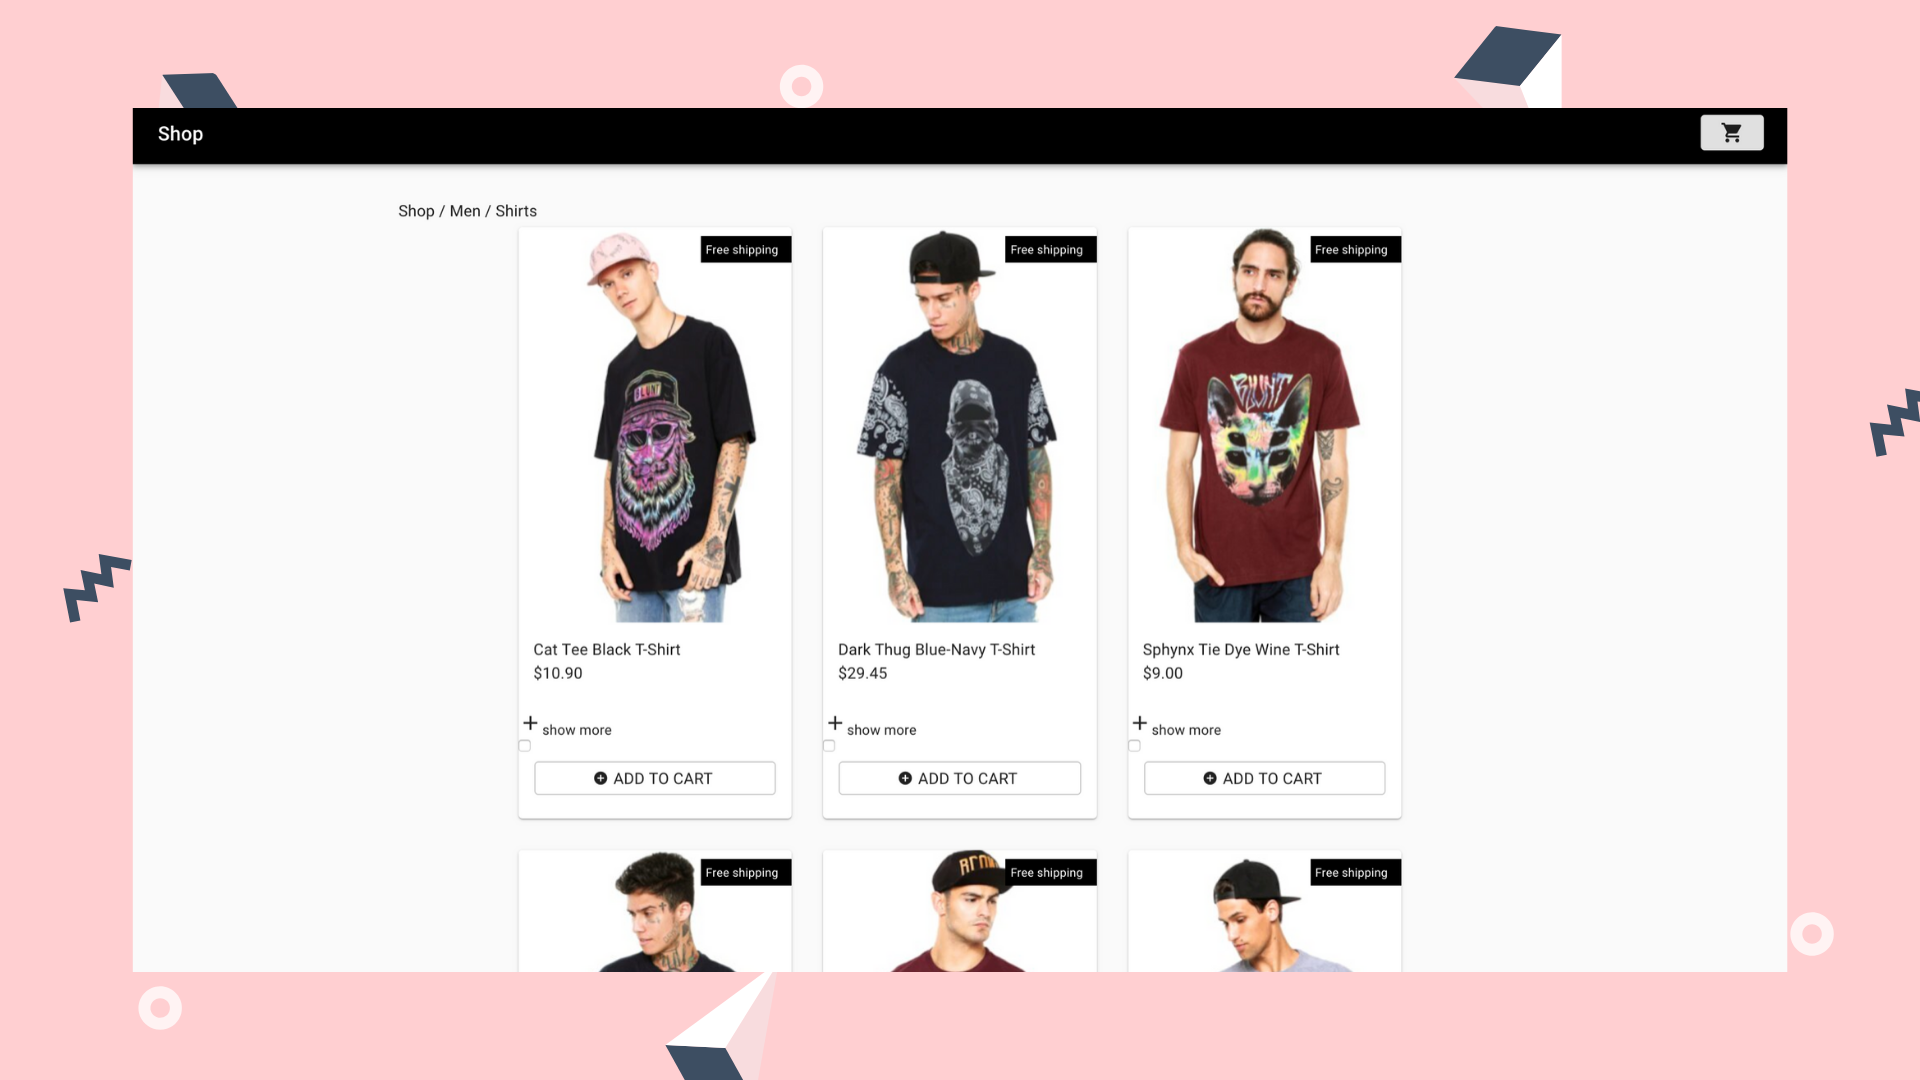 Shop
Shop / Men / Shirts
Free shipping
Free shipping
Free shipping
BLUNT
BLUNT
Cat Tee Black T-Shirt
$10.90
Dark Thug Blue-Navy T-Shirt
$29.45
Sphynx Tie Dye Wine T-Shirt
$9.00
show more
show more
show more
ADD TO CART
ADD TO CART
ADD TO CART
Free shipping
Free shipping
Free shipping